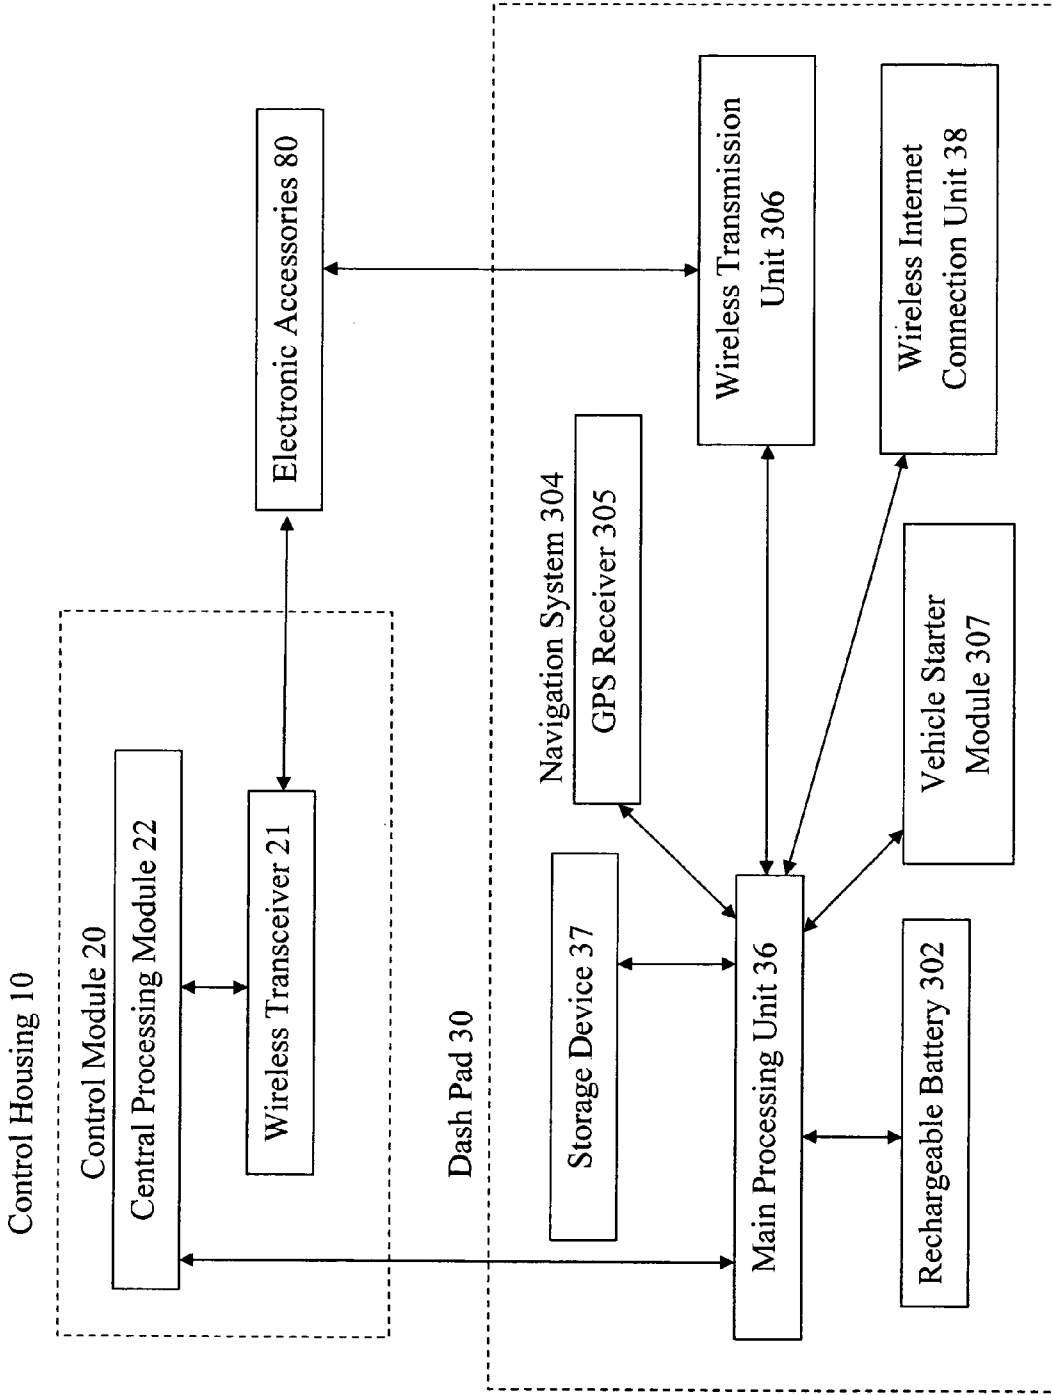 Control Housing 10
Control Module 20
Central Processing Module 22
Wireless Transceiver 21
Electronic Accessories 80
Dash Pad 30
Storage Device 37
Navigation System 304
GPS Receiver 305
Main Processing Unit 36
Wireless Transmission
Unit 306
Rechargeable Battery 302
Vehicle Starter
Module 307
Wireless Internet
Connection Unit 38